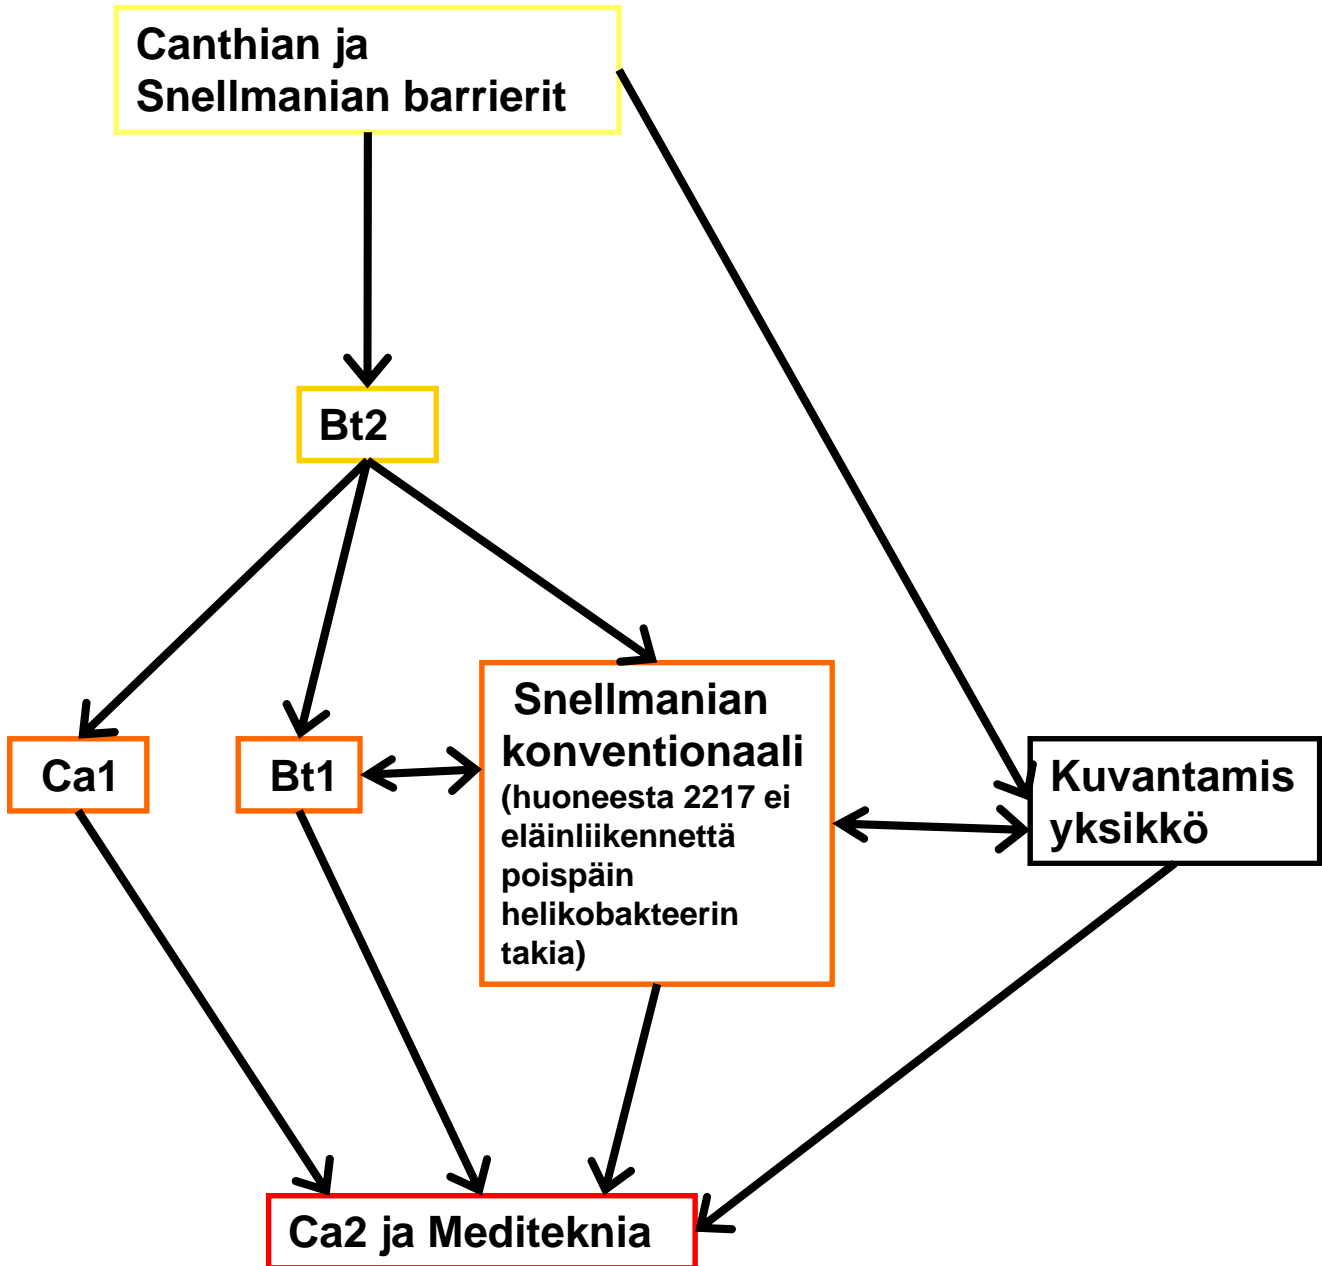 Canthian ja
Snellmanian barrierit
Bt2
Ca1
Bt1
Snellmanian
konventionaali
(huoneesta 2217 ei
eläinliikennettä
poispäin
helikobakteerin
takia)
Kuvantamis
yksikkö
Ca2 ja Mediteknia